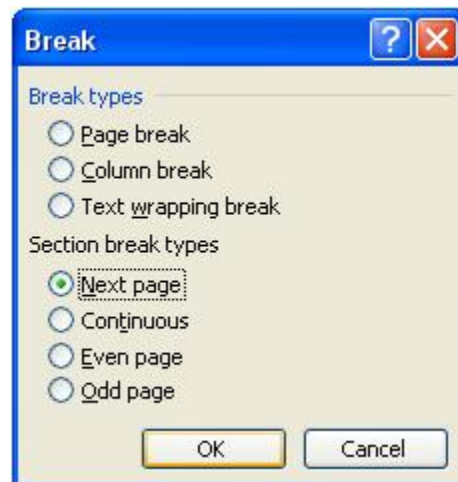 Break
?
Break types
Page break
Column break
Text wrapping break
Section break types
Next page
Continuous
Even page
Odd page
OK Cancel